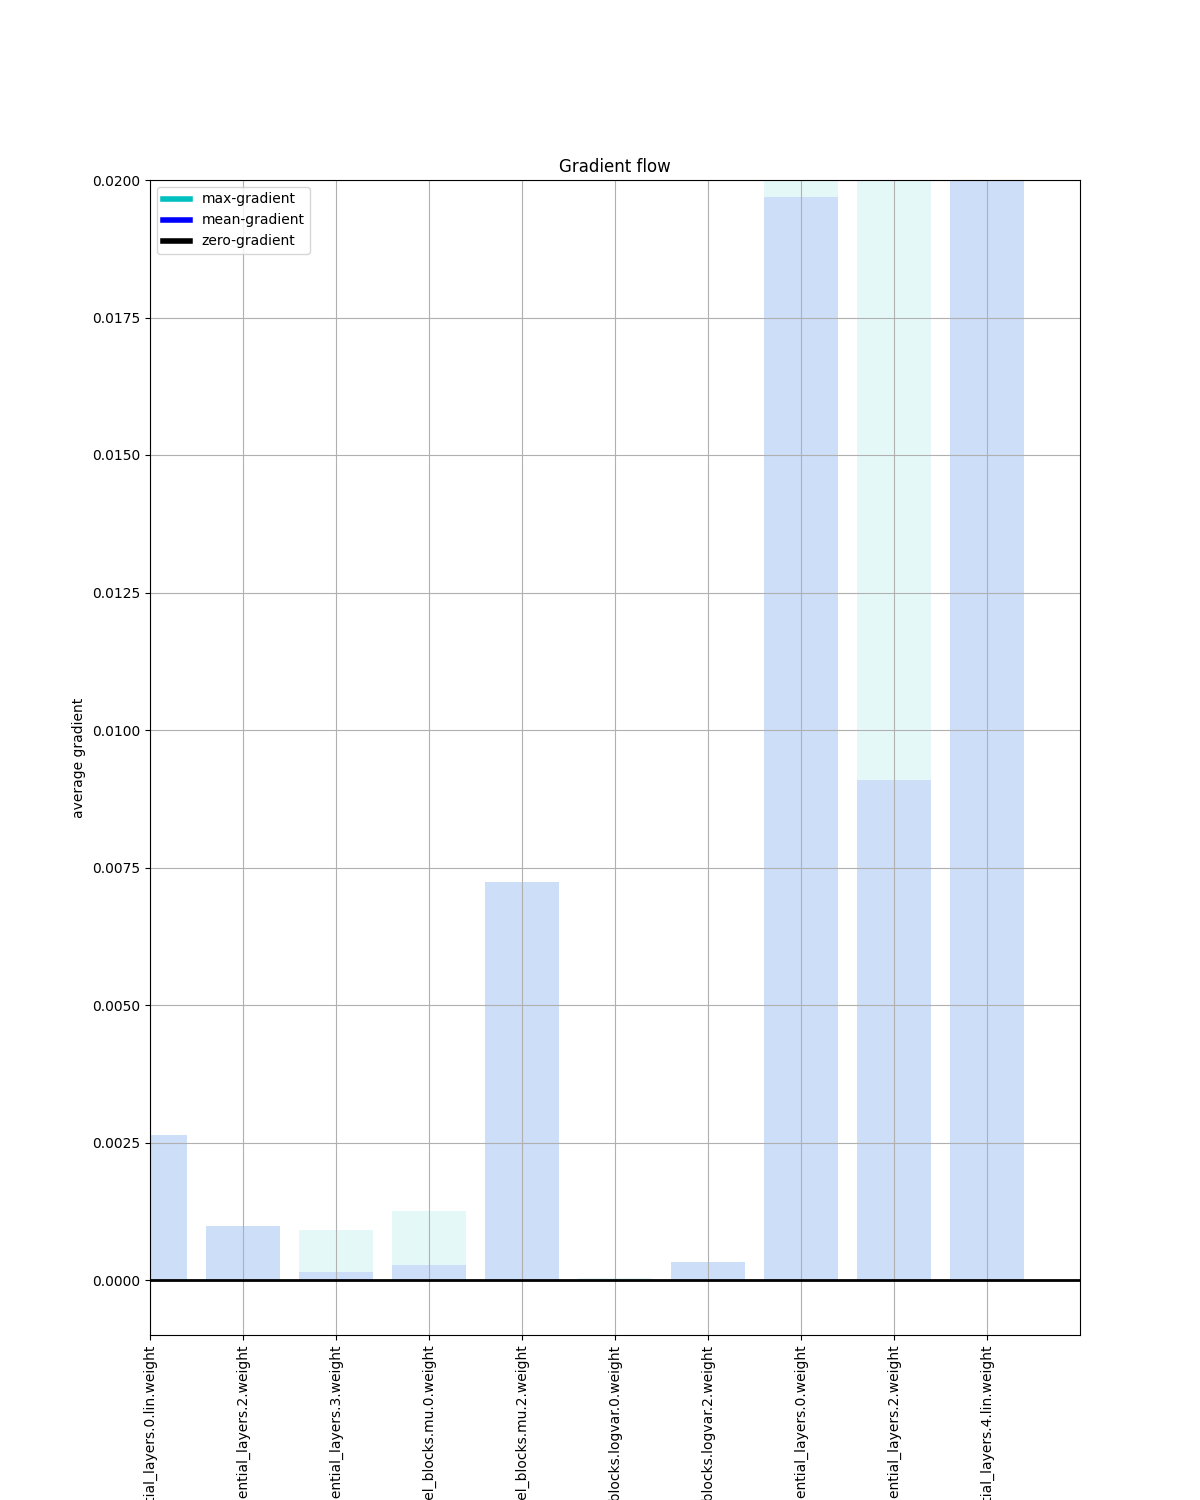 Gradient flow
max-gradient
mean-gradient
zero-gradient
average gradient
0.0200
0.0175
0.0150
0.0125
0.0100
0.0075
0.0050
0.0025
0.0000
tial_layers.0.lin.weight
ential_layers.2.weight
ential_layers.3.weight
el_blocks.mu.0.weight
el_blocks.mu.2.weight
blocks.logvar.0.weight
blocks.logvar.2.weight
ential_layers.0.weight
ential_layers.2.weight
tial_layers.4.lin.weight